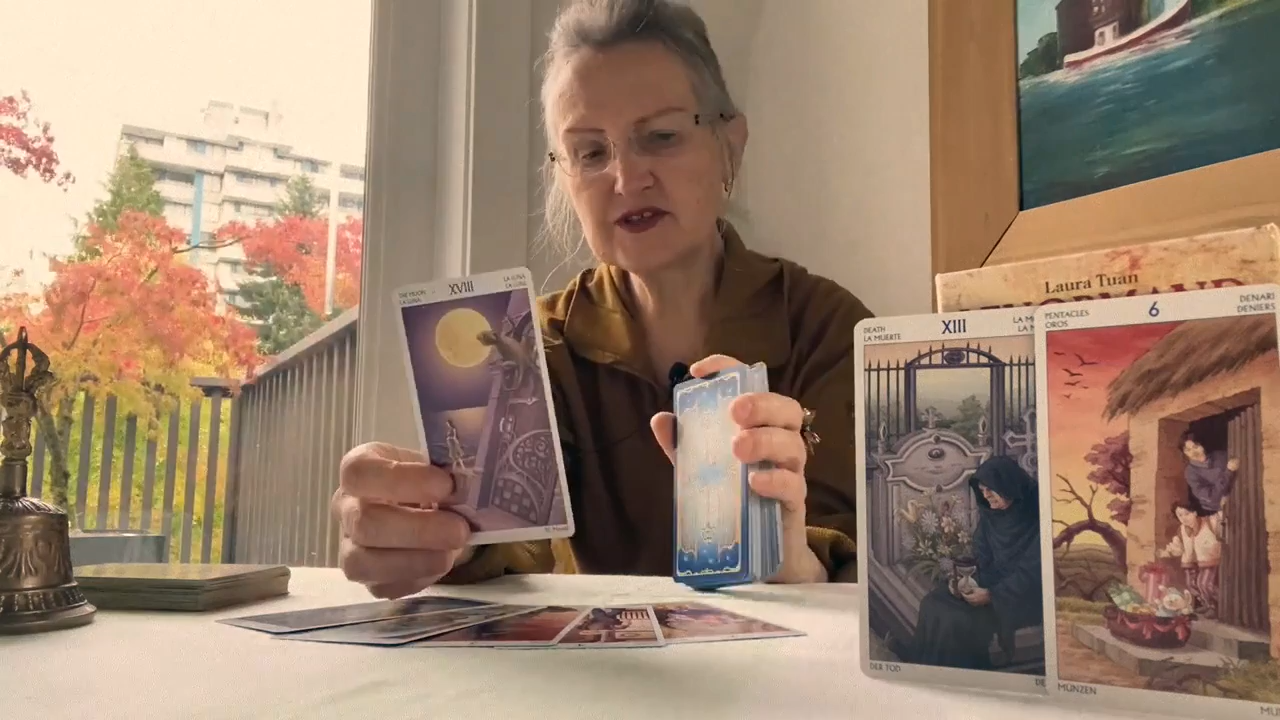 THE MOON
LA LUNA
XVIII
LA LUNA
LA LUNE
Laura Tuan
DEATH
LA MUERTE
XIII
PENTACLES
OROS
6
DENARI
DENIERS
DER TOD
MÜNZEN